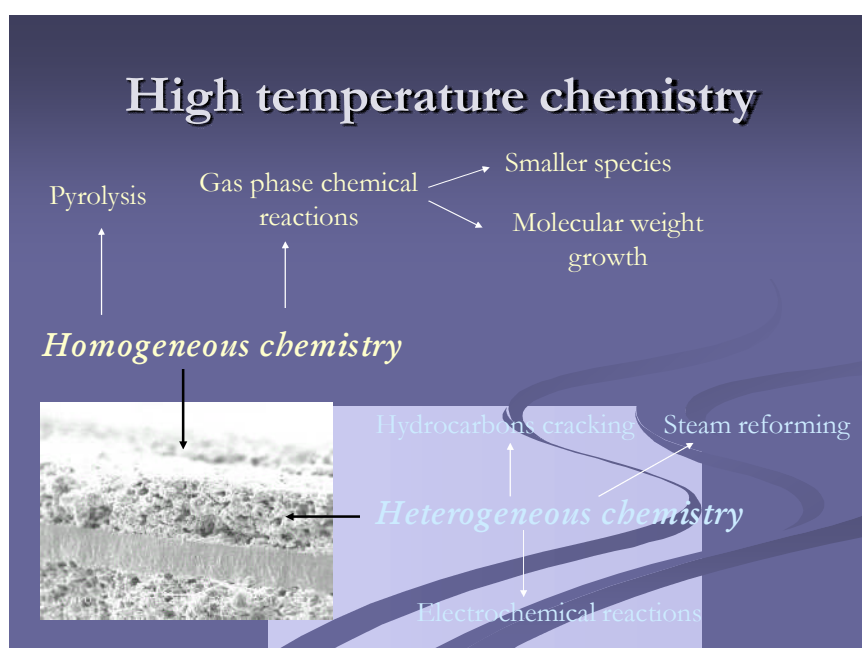 High temperature chemistry
Smaller species
Pyrolysis
Gas phase chemical
reactions
Molecular weight
growth
Homogeneous chemistry
Hydrocarbons cracking
Steam reforming
Heterogeneous chemistry
Electrochemical reactions